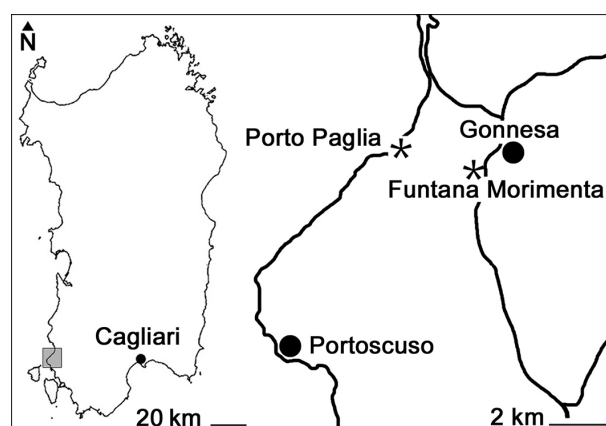 N
Cagliari
20 km
Porto Paglia
Gonnesa
Funtana Morimenta
Portoscuso
2 km